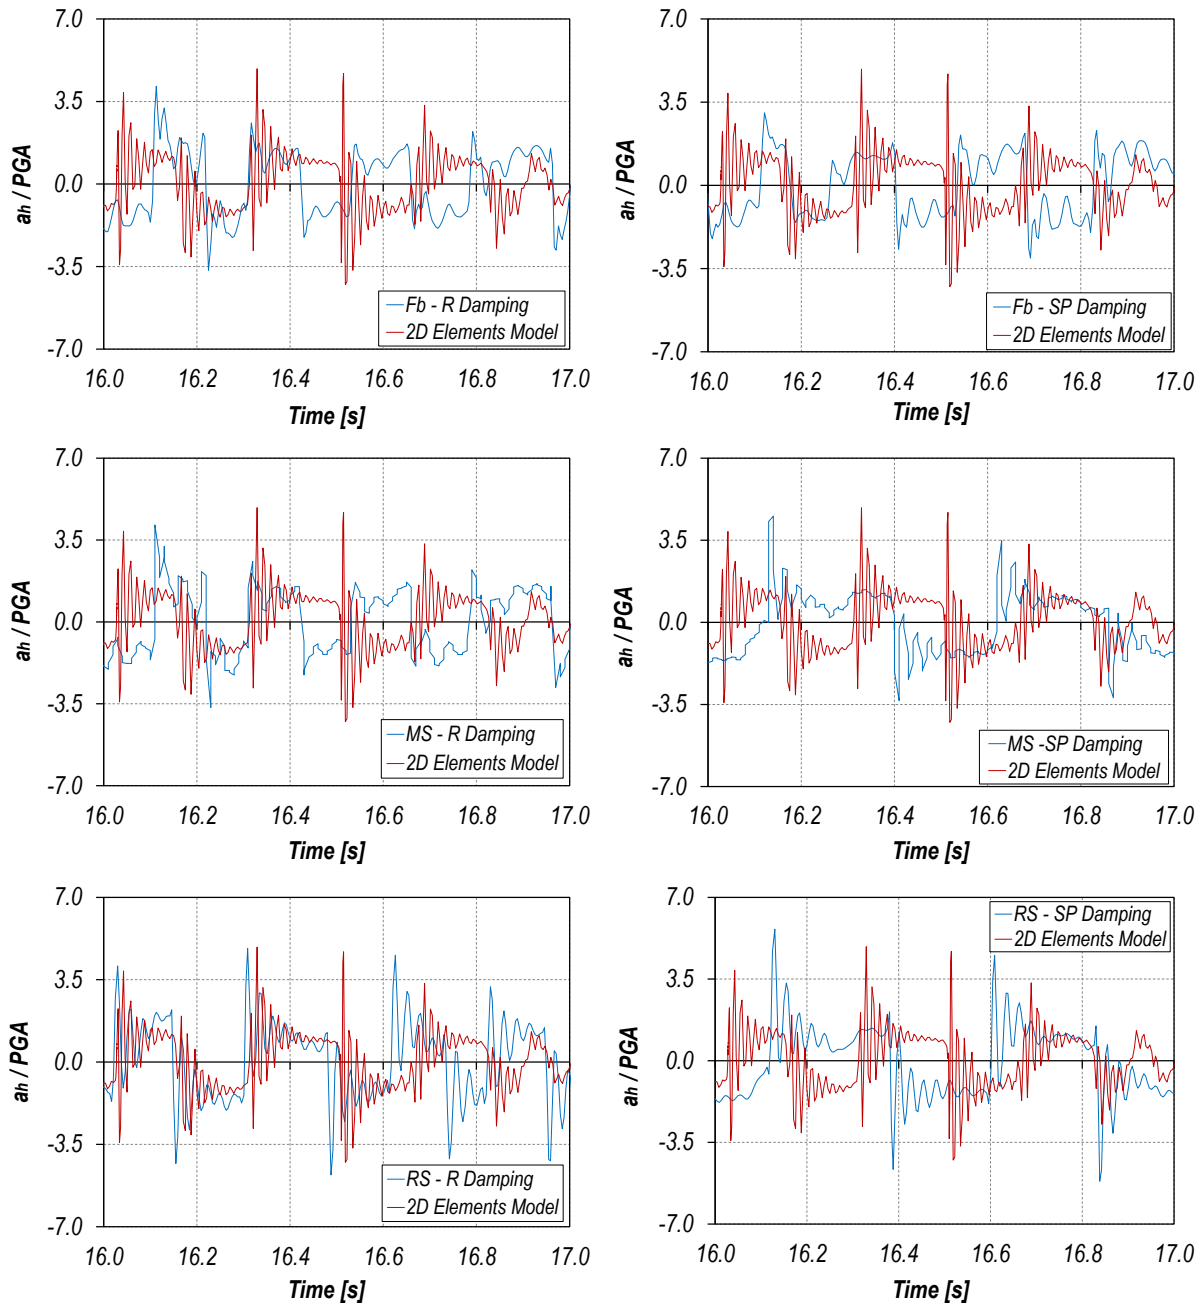 7.0
3.5
0.0
-3.5
-7.0
ah / PGA
Fb - R Damping
2D Elements Model
16.0 16.2 16.4 16.6 16.8 17.0
Time [s]
7.0
3.5
0.0
-3.5
-7.0
ah / PGA
Fb - SP Damping
2D Elements Model
16.0 16.2 16.4 16.6 16.8 17.0
Time [s]
7.0
3.5
0.0
-3.5
-7.0
ah / PGA
MS - R Damping
2D Elements Model
16.0 16.2 16.4 16.6 16.8 17.0
Time [s]
7.0
3.5
0.0
-3.5
-7.0
ah / PGA
MS -SP Damping
2D Elements Model
16.0 16.2 16.4 16.6 16.8 17.0
Time [s]
7.0
3.5
0.0
-3.5
-7.0
ah / PGA
RS - R Damping
2D Elements Model
16.0 16.2 16.4 16.6 16.8 17.0
Time [s]
7.0
3.5
0.0
-3.5
-7.0
ah / PGA
RS - SP Damping
2D Elements Model
16.0 16.2 16.4 16.6 16.8 17.0
Time [s]